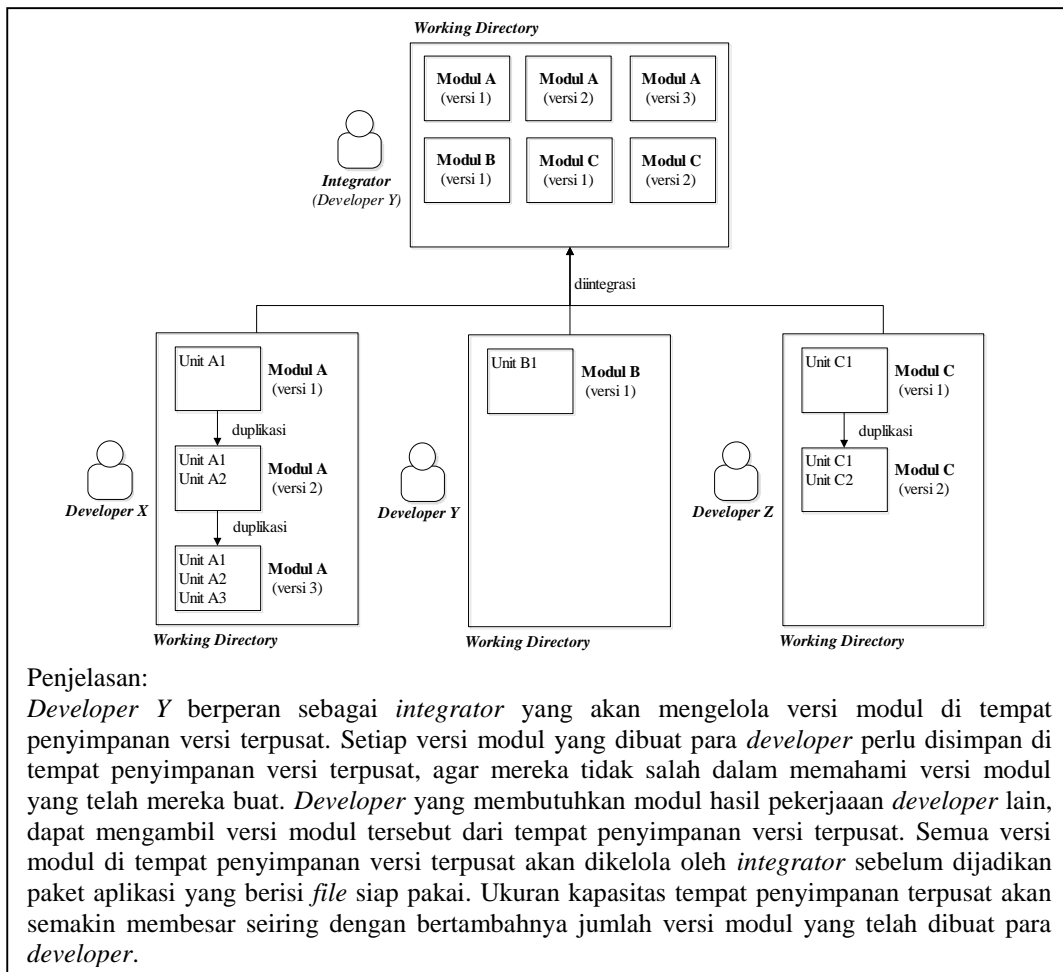 Working Directory
Modul A
(versi 1)
Modul A
(versi 2)
Modul A
(versi 3)
Modul B
(versi 1)
Modul C
(versi 1)
Modul C
(versi 2)
Integrator
(Developer Y)
diintegrasi
Unit A1
Modul A
(versi 1)
duplikasi
Unit A1
Unit A2
Modul A
(versi 2)
duplikasi
Unit A1
Unit A2
Unit A3
Modul A
(versi 3)
Developer X
Working Directory
Unit B1
Modul B
(versi 1)
Developer Y
Working Directory
Unit C1
Modul C
(versi 1)
duplikasi
Unit C1
Unit C2
Modul C
(versi 2)
Developer Z
Working Directory
Penjelasan:
Developer Y berperan sebagai integrator yang akan mengelola versi modul di tempat
penyimpanan versi terpusat. Setiap versi modul yang dibuat para developer perlu disimpan di
tempat penyimpanan versi terpusat, agar mereka tidak salah dalam memahami versi modul
yang telah mereka buat. Developer yang membutuhkan modul hasil pekerjaaan developer lain,
dapat mengambil versi modul tersebut dari tempat penyimpanan versi terpusat. Semua versi
modul di tempat penyimpanan versi terpusat akan dikelola oleh integrator sebelum dijadikan
paket aplikasi yang berisi file siap pakai. Ukuran kapasitas tempat penyimpanan terpusat akan
semakin membesar seiring dengan bertambahnya jumlah versi modul yang telah dibuat para
developer.